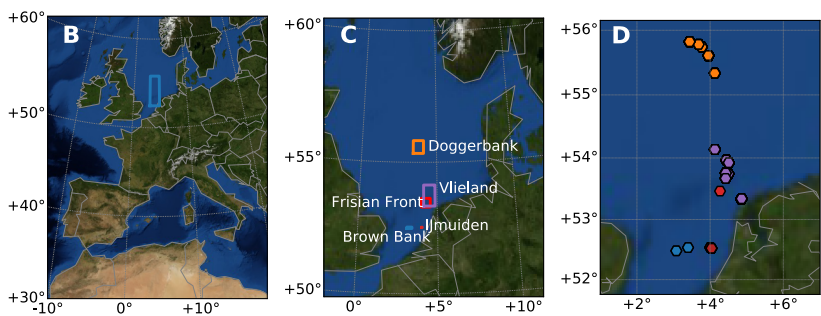 B
+60°
+50°
+40°
+30°
-10°
0°
+10°
C
+60°
+55°
+50°
0°
+5°
+10°
Doggerbank
Vlieland
Frisian Front
IJmuiden
Brown Bank
D
+56°
+55°
+54°
+53°
+52°
+2°
+4°
+6°